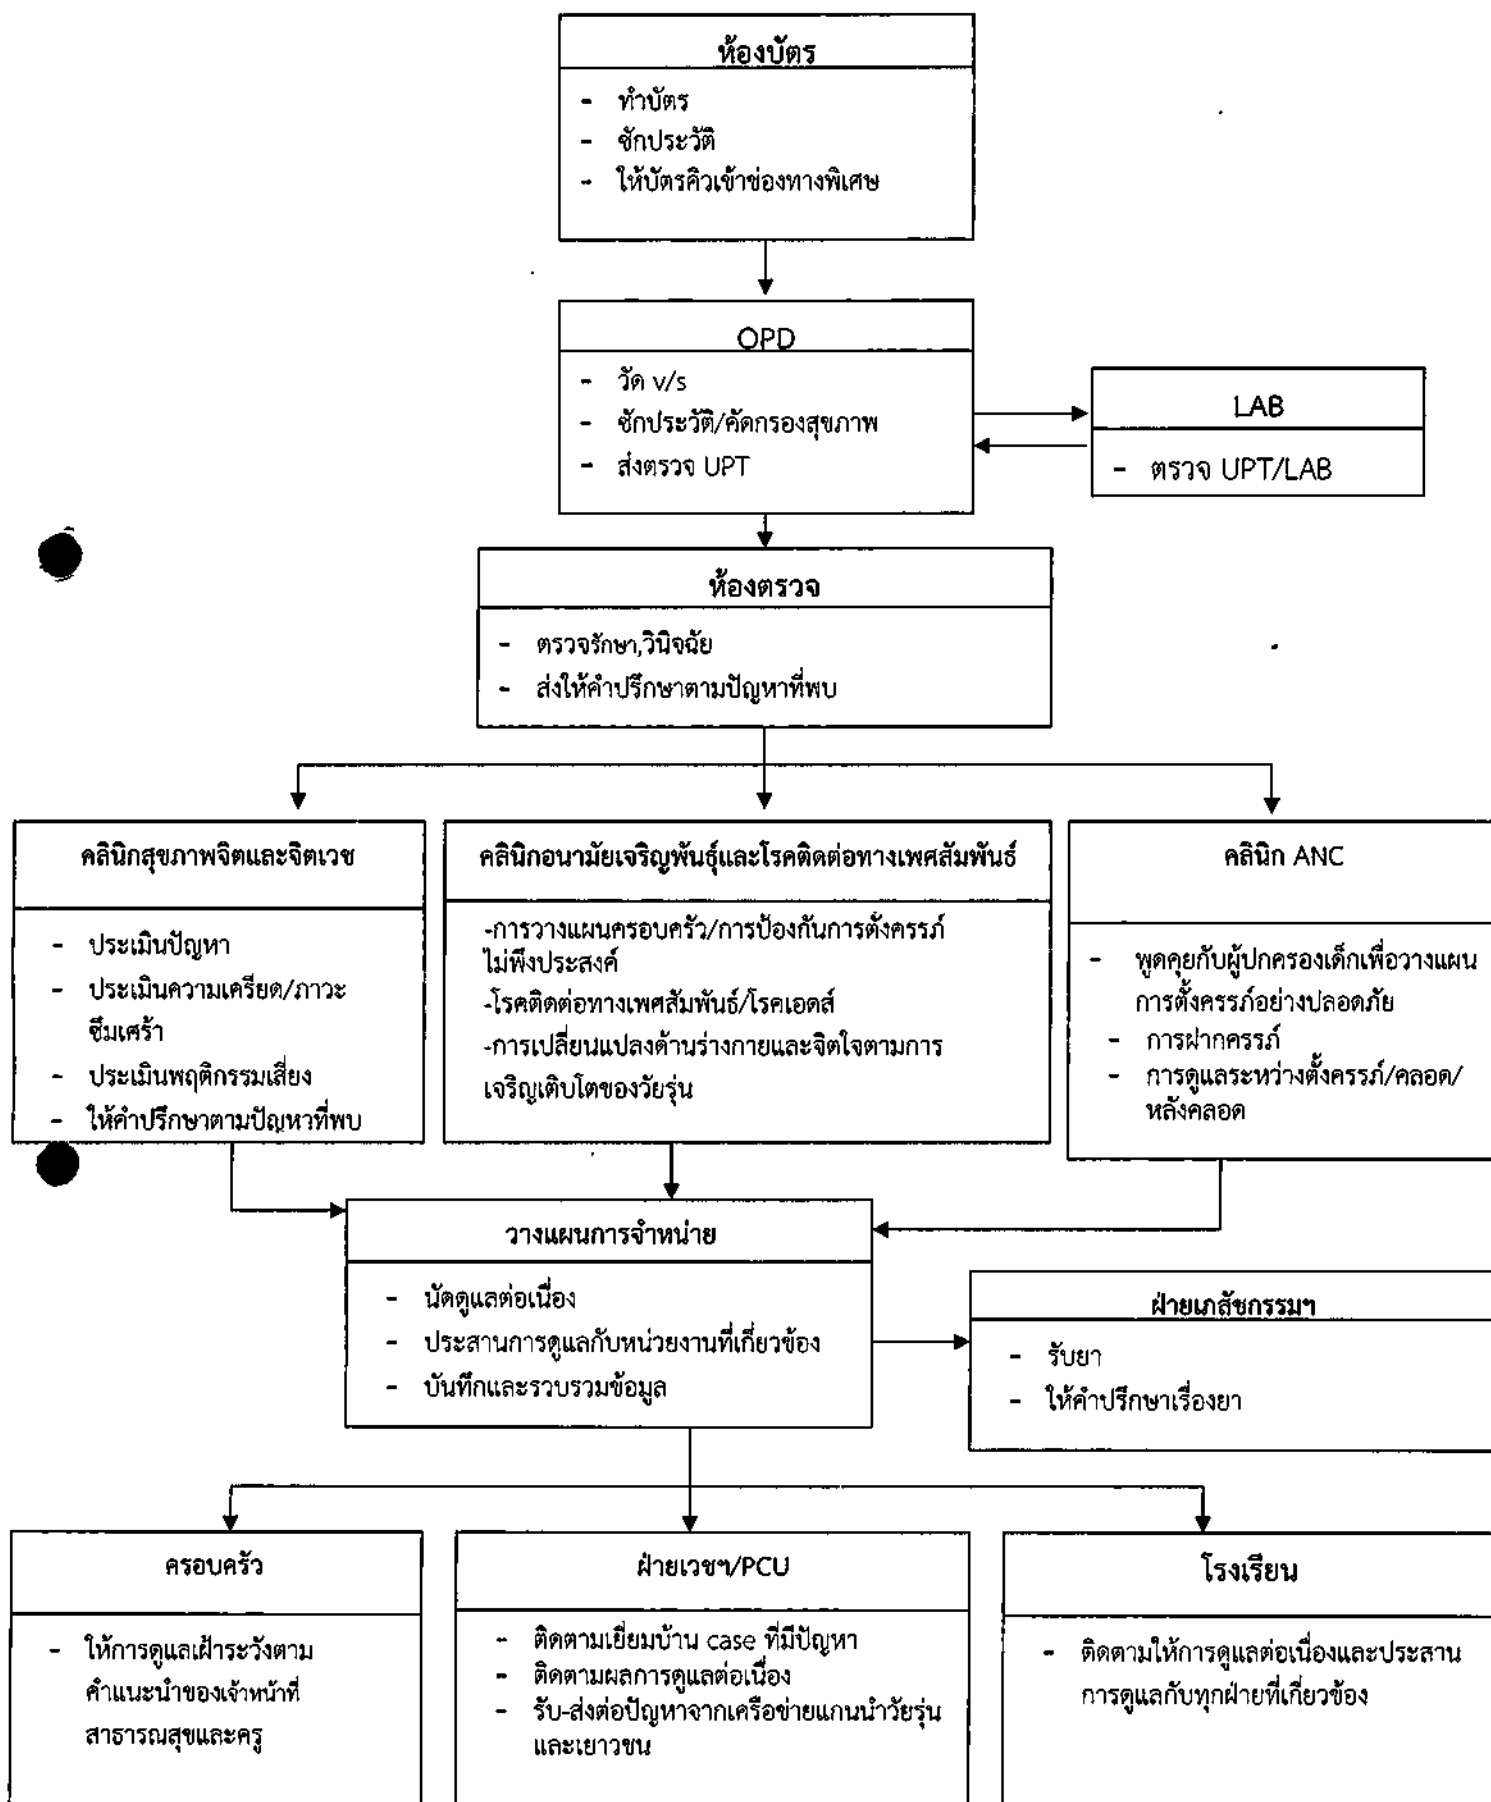 ห้องบัตร
- ทำบัตร
- ซักประวัติ
- ให้บัตรคิวเข้าช่องทางพิเศษ
OPD
- วัด v/s
- ซักประวัติ/คัดกรองสุขภาพ
- ส่งตรวจ UPT
LAB
- ตรวจ UPT/LAB
ห้องตรวจ
- ตรวจรักษา,วินิจฉัย
- ส่งให้คำปรึกษาตามปัญหาที่พบ
คลินิกสุขภาพจิตและจิตเวช
- ประเมินปัญหา
- ประเมินความเครียด/ภาวะ
ซึมเศร้า
- ประเมินพฤติกรรมเสี่ยง
- ให้คำปรึกษาตามปัญหาที่พบ
คลินิกอนามัยเจริญพันธุ์และโรคติดต่อทางเพศสัมพันธ์
-การวางแผนครอบครัว/การป้องกันการตั้งครรภ์
ไม่พึงประสงค์
-โรคติดต่อทางเพศสัมพันธ์/โรคเอดส์
-การเปลี่ยนแปลงด้านร่างกายและจิตใจตามการ
เจริญเติบโตของวัยรุ่น
คลินิก ANC
- พูดคุยกับผู้ปกครองเด็กเพื่อวางแผน
การตั้งครรภ์อย่างปลอดภัย
- การฝากครรภ์
- การดูแลระหว่างตั้งครรภ์/คลอด/
หลังคลอด
วางแผนการจำหน่าย
- นัดดูแลต่อเนื่อง
- ประสานการดูแลกับหน่วยงานที่เกี่ยวข้อง
- บันทึกและรวบรวมข้อมูล
ฝ่ายเภสัชกรรมฯ
- รับยา
- ให้คำปรึกษาเรื่องยา
ครอบครัว
- ให้การดูแลเฝ้าระวังตาม
คำแนะนำของเจ้าหน้าที่
สาธารณสุขและครู
ฝ่ายเวชฯ/PCU
- ติดตามเยี่ยมบ้าน case ที่มีปัญหา
- ติดตามผลการดูแลต่อเนื่อง
- รับ-ส่งต่อปัญหาจากเครือข่ายแกนนำวัยรุ่น
และเยาวชน
โรงเรียน
- ติดตามให้การดูแลต่อเนื่องและประสาน
การดูแลกับทุกฝ่ายที่เกี่ยวข้อง